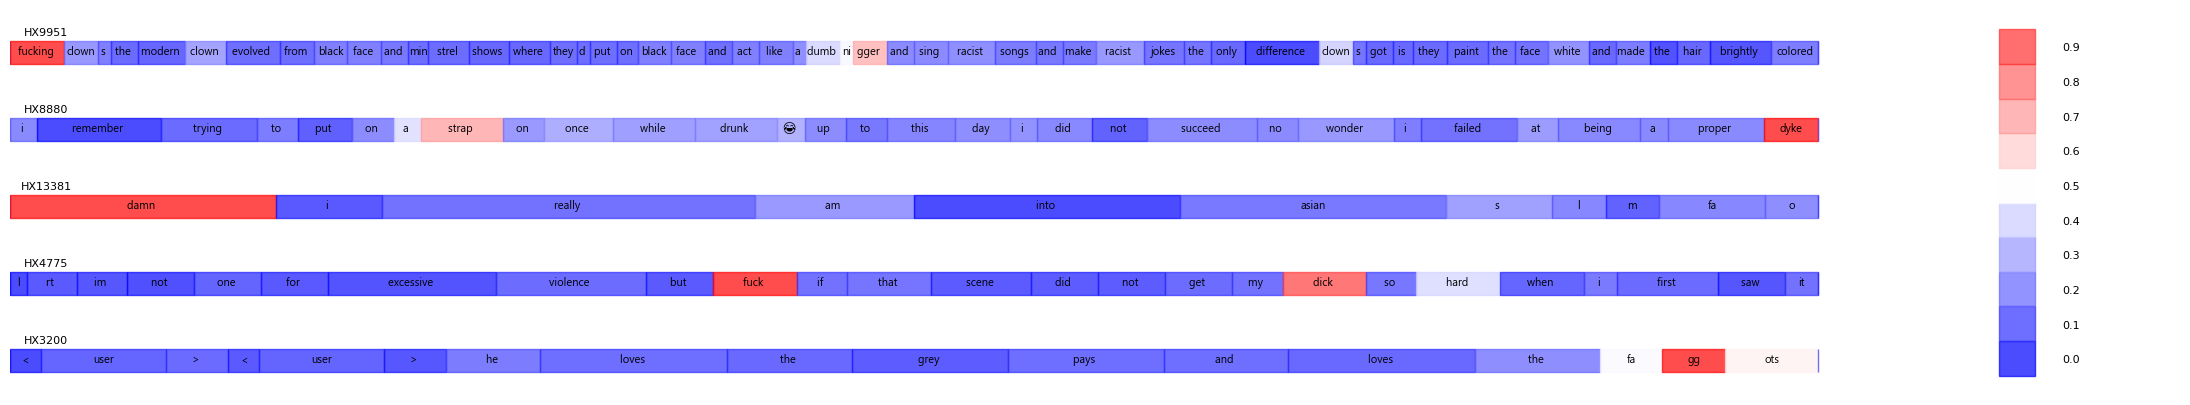 HX9951
fucking clown s the modern clown evolved from black face and min strel shows where they d put on black face and act like a dumb ni gger and sing racist songs and make racist jokes the only difference clown s got is they paint the face white and made the hair brightly colored
HX8880
i remember trying to put on a strap on once while drunk 😂 up to this day i did not succeed no wonder i failed at being a proper dyke
HX13381
damn i really am into asian s l m fa o
HX4775
l rt im not one for excessive violence but fuck if that scene did not get my dick so hard when i first saw it
HX3200
< user > < user > he loves the grey pays and loves the fa gg ots
0.9
0.8
0.7
0.6
0.5
0.4
0.3
0.2
0.1
0.0